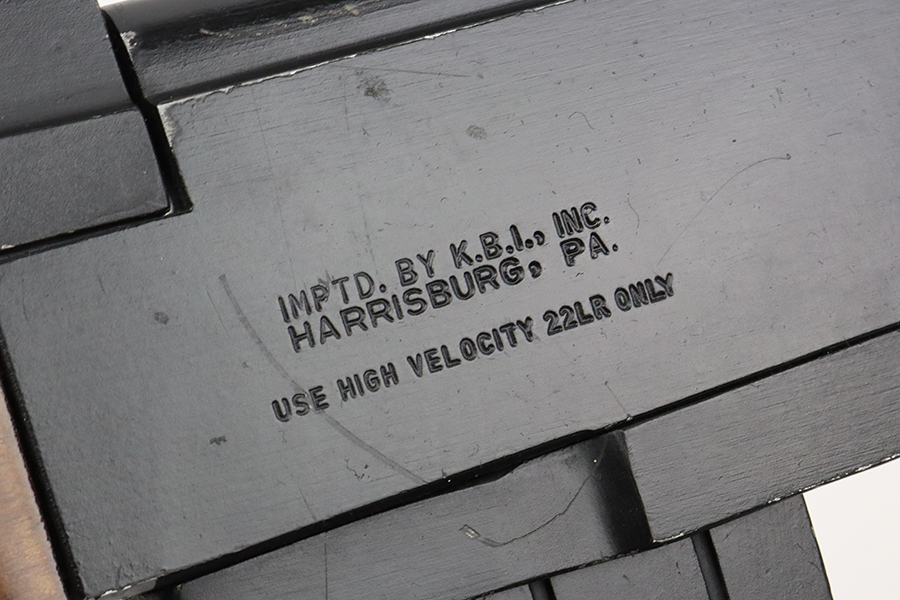 IMPTD. BY K.B.I., INC.
HARRISBURG, PA.
USE HIGH VELOCITY 22LR ONLY